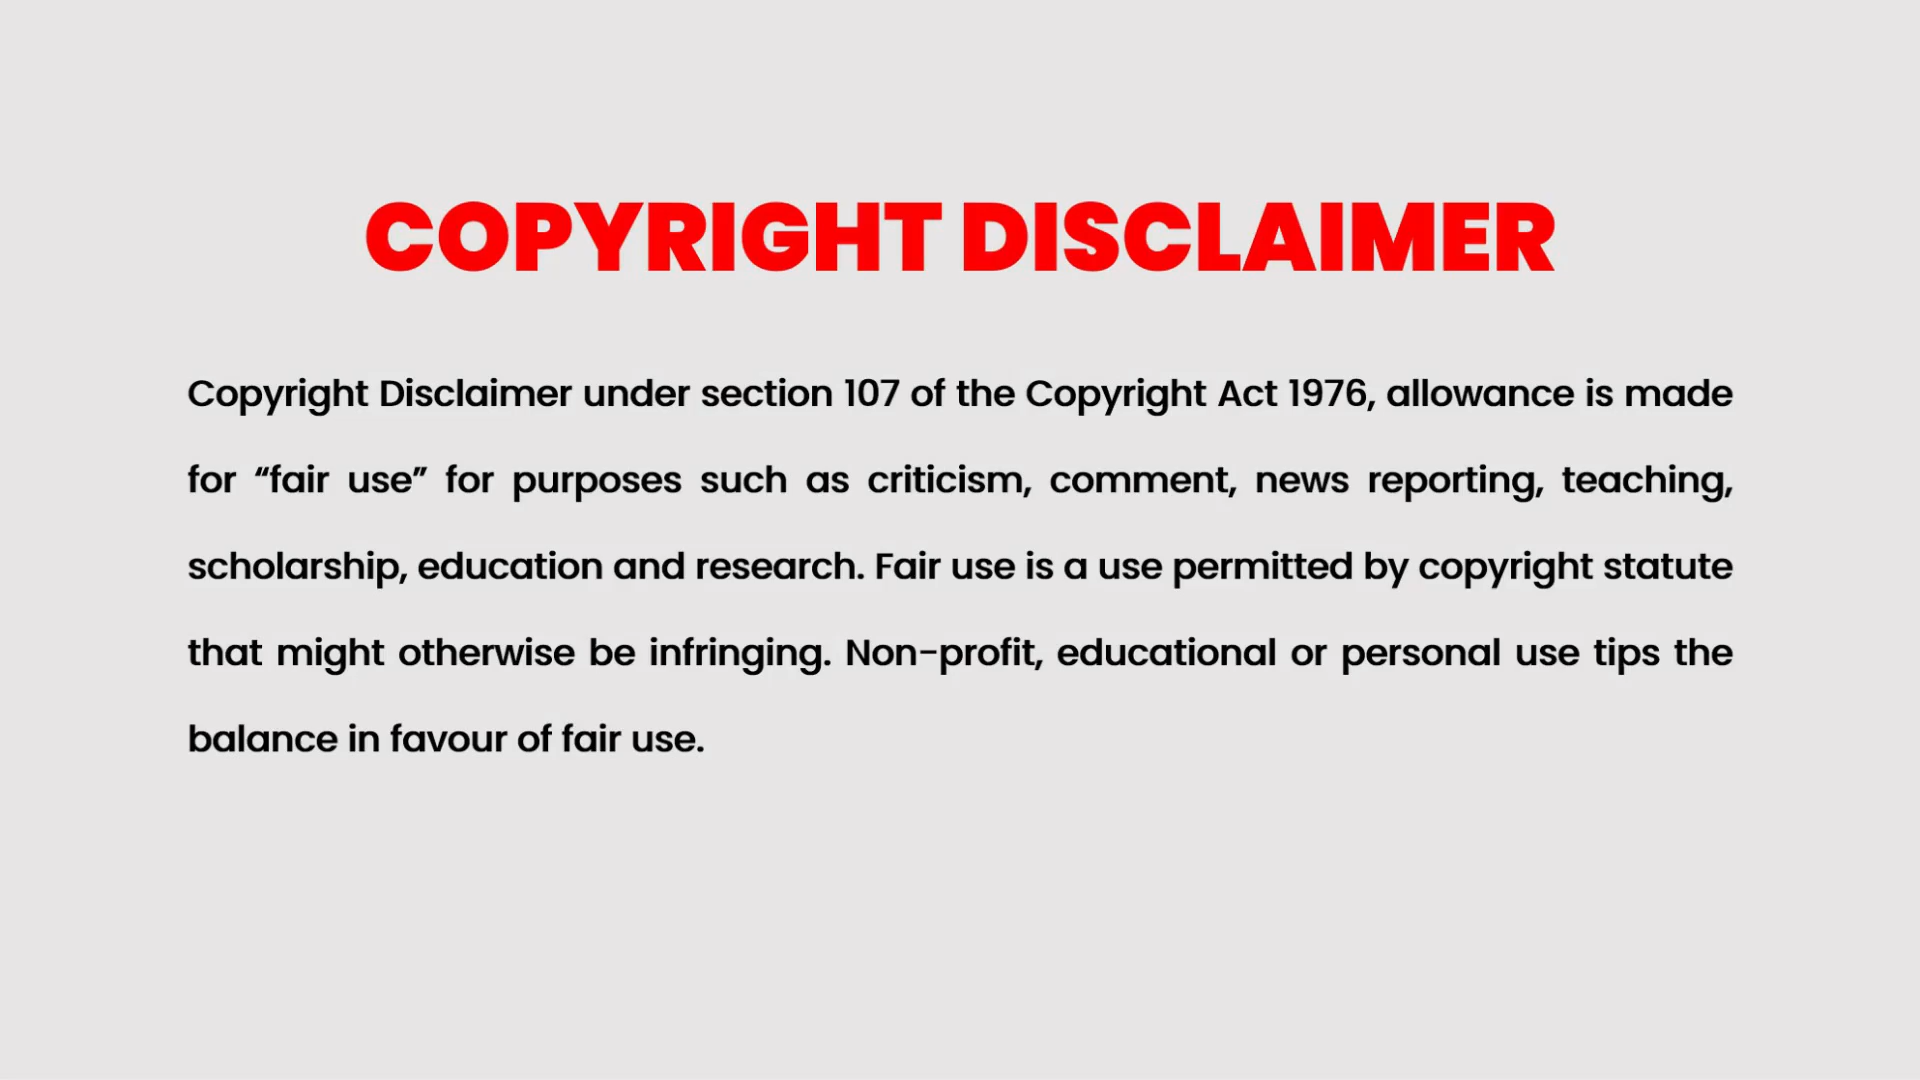 COPYRIGHT DISCLAIMER
Copyright Disclaimer under section 107 of the Copyright Act 1976, allowance is made
for “fair use” for purposes such as criticism, comment, news reporting, teaching,
scholarship, education and research. Fair use is a use permitted by copyright statute
that might otherwise be infringing. Non-profit, educational or personal use tips the
balance in favour of fair use.